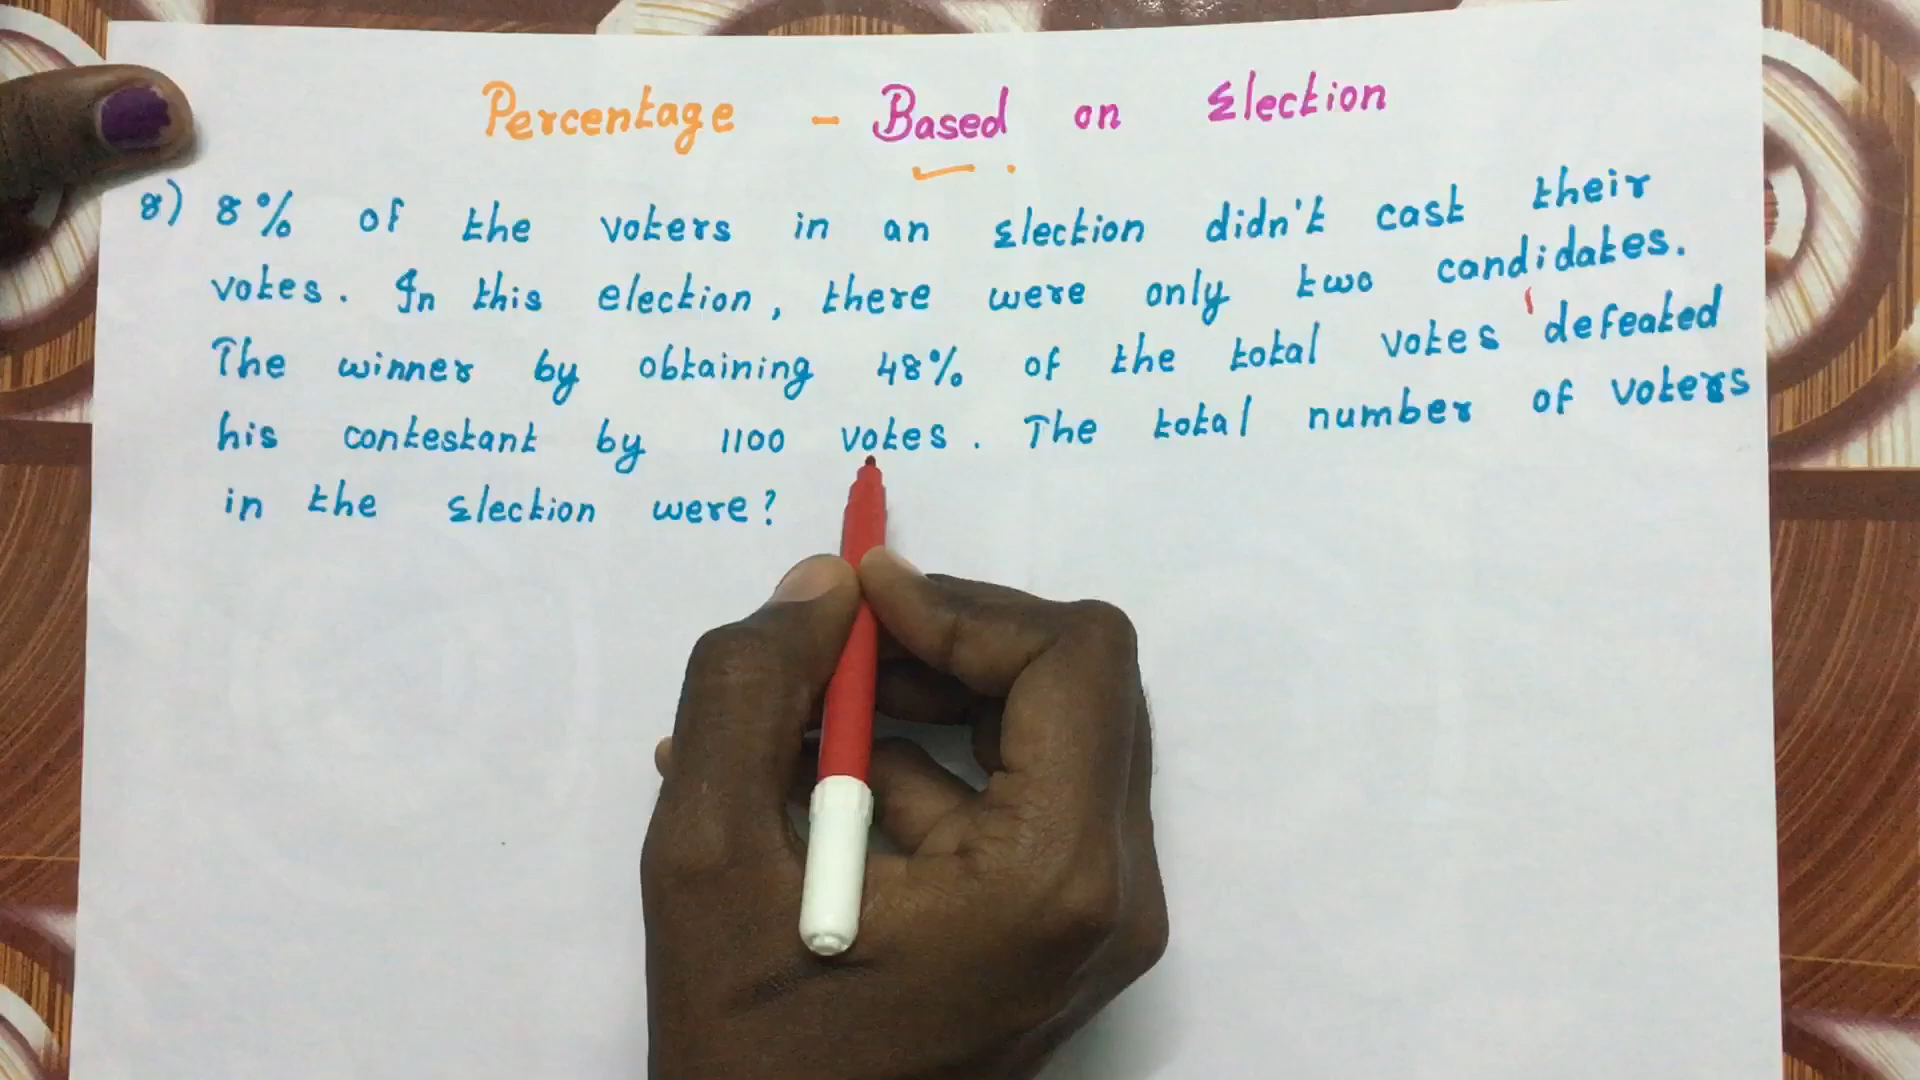 Percentage - Based on Election
8) 8% of the voters in an Election didn't cast their
votes. In this election, there were only two candidates.
The winner by obtaining 48% of the total votes defeated
his contestant by 1100 votes. The total number of voters
in the Election were?